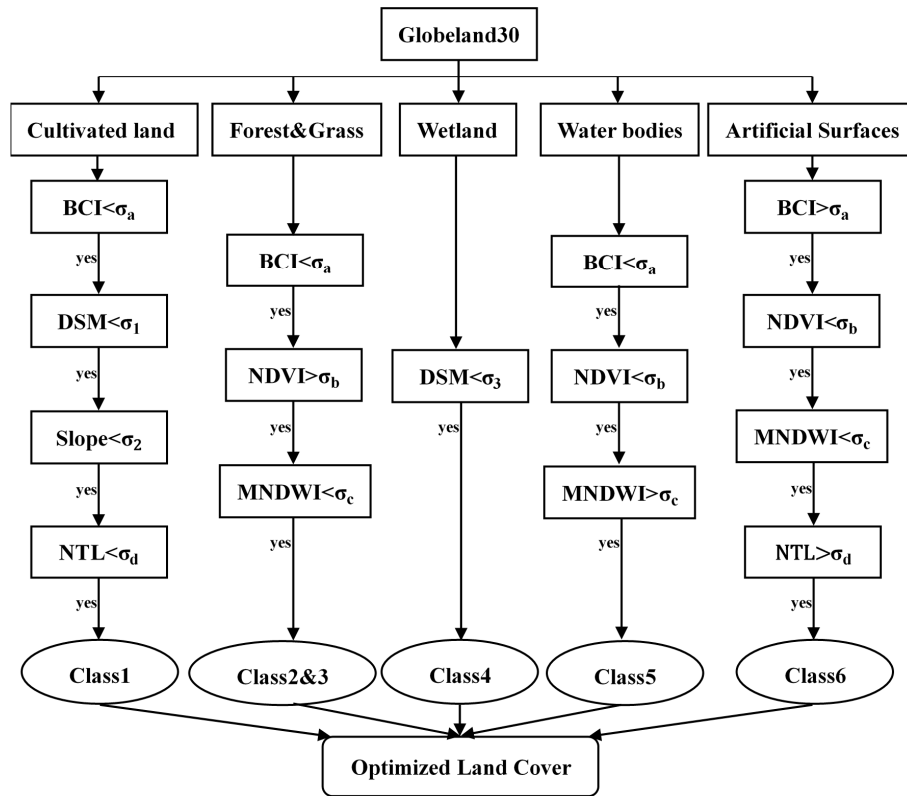 Globeland30
Cultivated land
Forest&Grass
Wetland
Water bodies
Artificial Surfaces
BCI<σa
yes
DSM<σ1
yes
Slope<σ2
yes
NTL<σd
yes
Class1
BCI<σa
yes
NDVI>σb
yes
MNDWI<σc
yes
Class2&3
DSM<σ3
yes
Class4
BCI<σa
yes
NDVI<σb
yes
MNDWI>σc
yes
Class5
BCI>σa
yes
NDVI<σb
yes
MNDWI<σc
yes
NTL>σd
yes
Class6
Optimized Land Cover